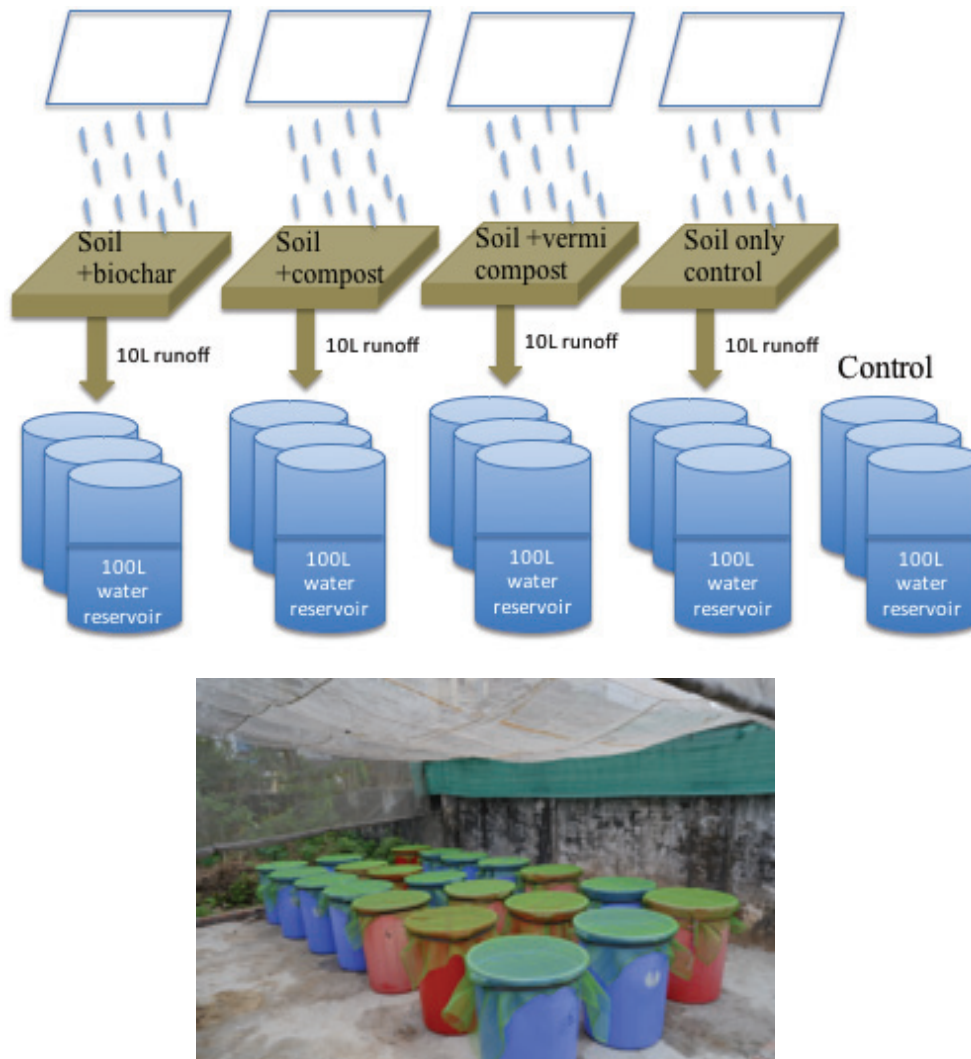 Soil
+biochar
Soil
+compost
Soil +vermi
compost
Soil only
control
10L runoff
10L runoff
10L runoff
10L runoff
Control
100L
water
reservoir
100L
water
reservoir
100L
water
reservoir
100L
water
reservoir
100L
water
reservoir